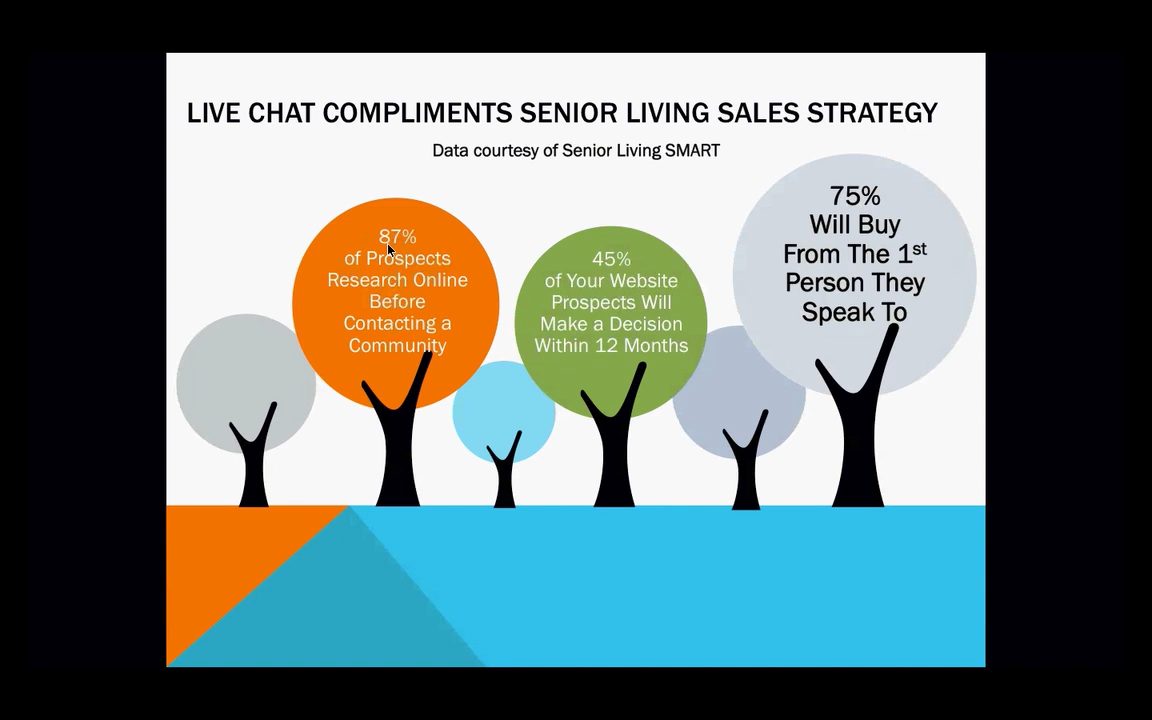 LIVE CHAT COMPLIMENTS SENIOR LIVING SALES STRATEGY
Data courtesy of Senior Living SMART
87%
of Prospects
Research Online
Before
Contacting a
Community
45%
of Your Website
Prospects Will
Make a Decision
Within 12 Months
75%
Will Buy
From The 1st
Person They
Speak To